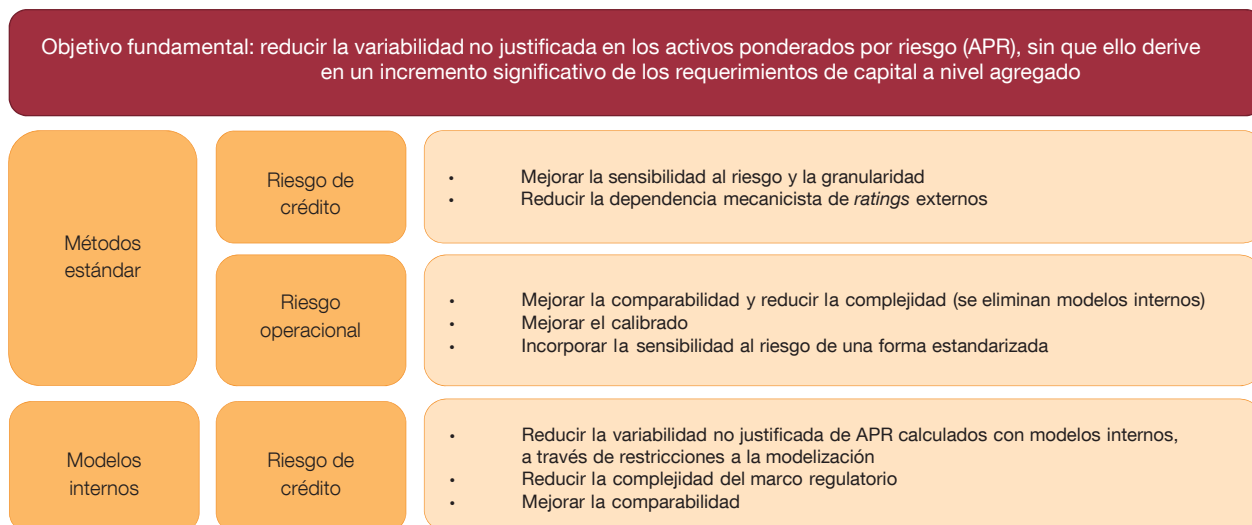 Objetivo fundamental: reducir la variabilidad no justificada en los activos ponderados por riesgo (APR), sin que ello derive
en un incremento significativo de los requerimientos de capital a nivel agregado
Métodos
estándar
Riesgo de
crédito
• Mejorar la sensibilidad al riesgo y la granularidad
• Reducir la dependencia mecanicista de ratings externos
Riesgo
operacional
• Mejorar la comparabilidad y reducir la complejidad (se eliminan modelos internos)
• Mejorar el calibrado
• Incorporar la sensibilidad al riesgo de una forma estandarizada
Modelos
internos
Riesgo de
crédito
• Reducir la variabilidad no justificada de APR calculados con modelos internos,
a través de restricciones a la modelización
• Reducir la complejidad del marco regulatorio
• Mejorar la comparabilidad